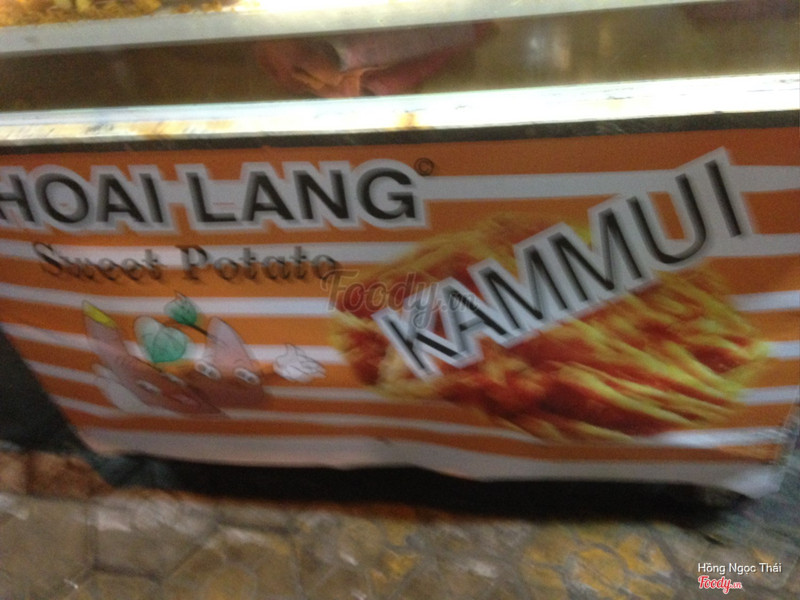 HOAI LANG ©
Sweet Potato
KAMMUI
Foody.vn
Hồng Ngọc Thái
Foody.vn